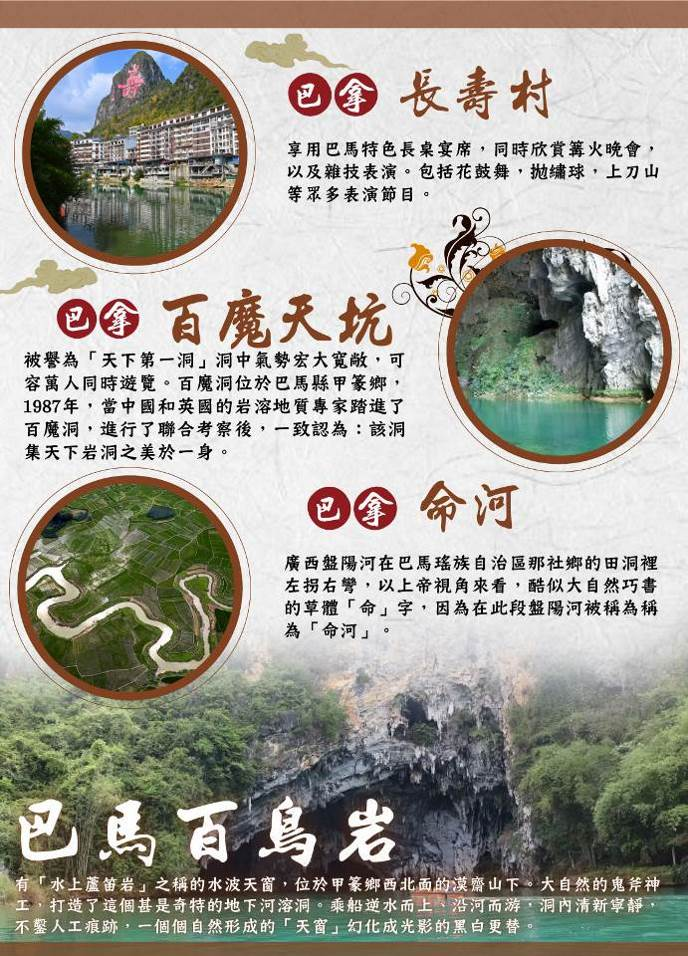 壽
巴拿 長壽村
享用巴馬特色長桌宴席，同時欣賞篝火晚會，
以及雜技表演。包括花鼓舞，拋繡球，上刀山
等眾多表演節目。
巴拿 百魔天坑
被譽為「天下第一洞」洞中氣勢宏大寬敞，可
容萬人同時遊覽。百魔洞位於巴馬縣甲篆鄉，
1987年，當中國和英國的岩溶地質專家踏進了
百魔洞，進行了聯合考察後，一致認為：該洞
集天下岩洞之美於一身。
巴拿 命河
廣西盤陽河在巴馬瑤族自治區那社鄉的田洞裡
左拐右彎，以上帝視角來看，酷似大自然巧書
的草體「命」字，因為在此段盤陽河被稱為稱
為「命河」。
巴馬百鳥岩
有「水上蘆笛岩」之稱的水波天窗，位於甲篆鄉西北面的漠齋山下。大自然的鬼斧神
工，打造了這個甚是奇特的地下河溶洞。乘船逆水而上，沿河而游，洞內清新寧靜，
不鑿人工痕跡，一個個自然形成的「天窗」幻化成光影的黑白更替。